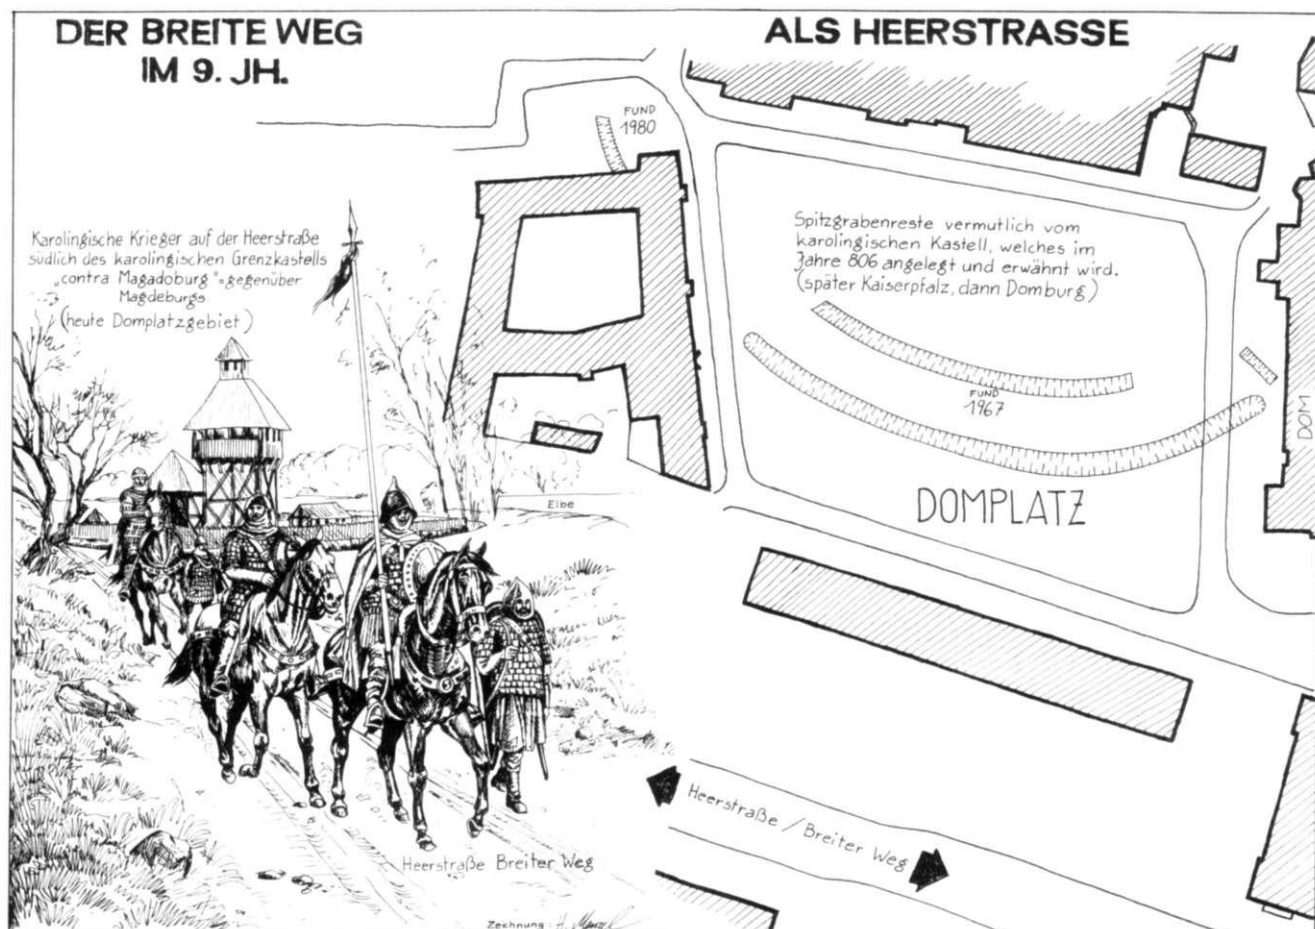 DER BREITE WEG
IM 9. JH.
ALS HEERSTRASSE
Karolingische Krieger auf der Heerstraße
südlich des karolingischen Grenzkastells
„contra Magadoburg“=gegenüber
Magdeburgs
(heute Domplatzgebiet)
FUND
1980
Spitzgrabenreste vermutlich vom
karolingischen Kastell, welches im
Jahre 806 angelegt und erwähnt wird.
(später Kaiserpfalz, dann Domburg)
FUND
1967
DOM
DOMPLATZ
Elbe
Heerstraße / Breiter Weg
Heerstraße Breiter Weg
Zeichnung: H.